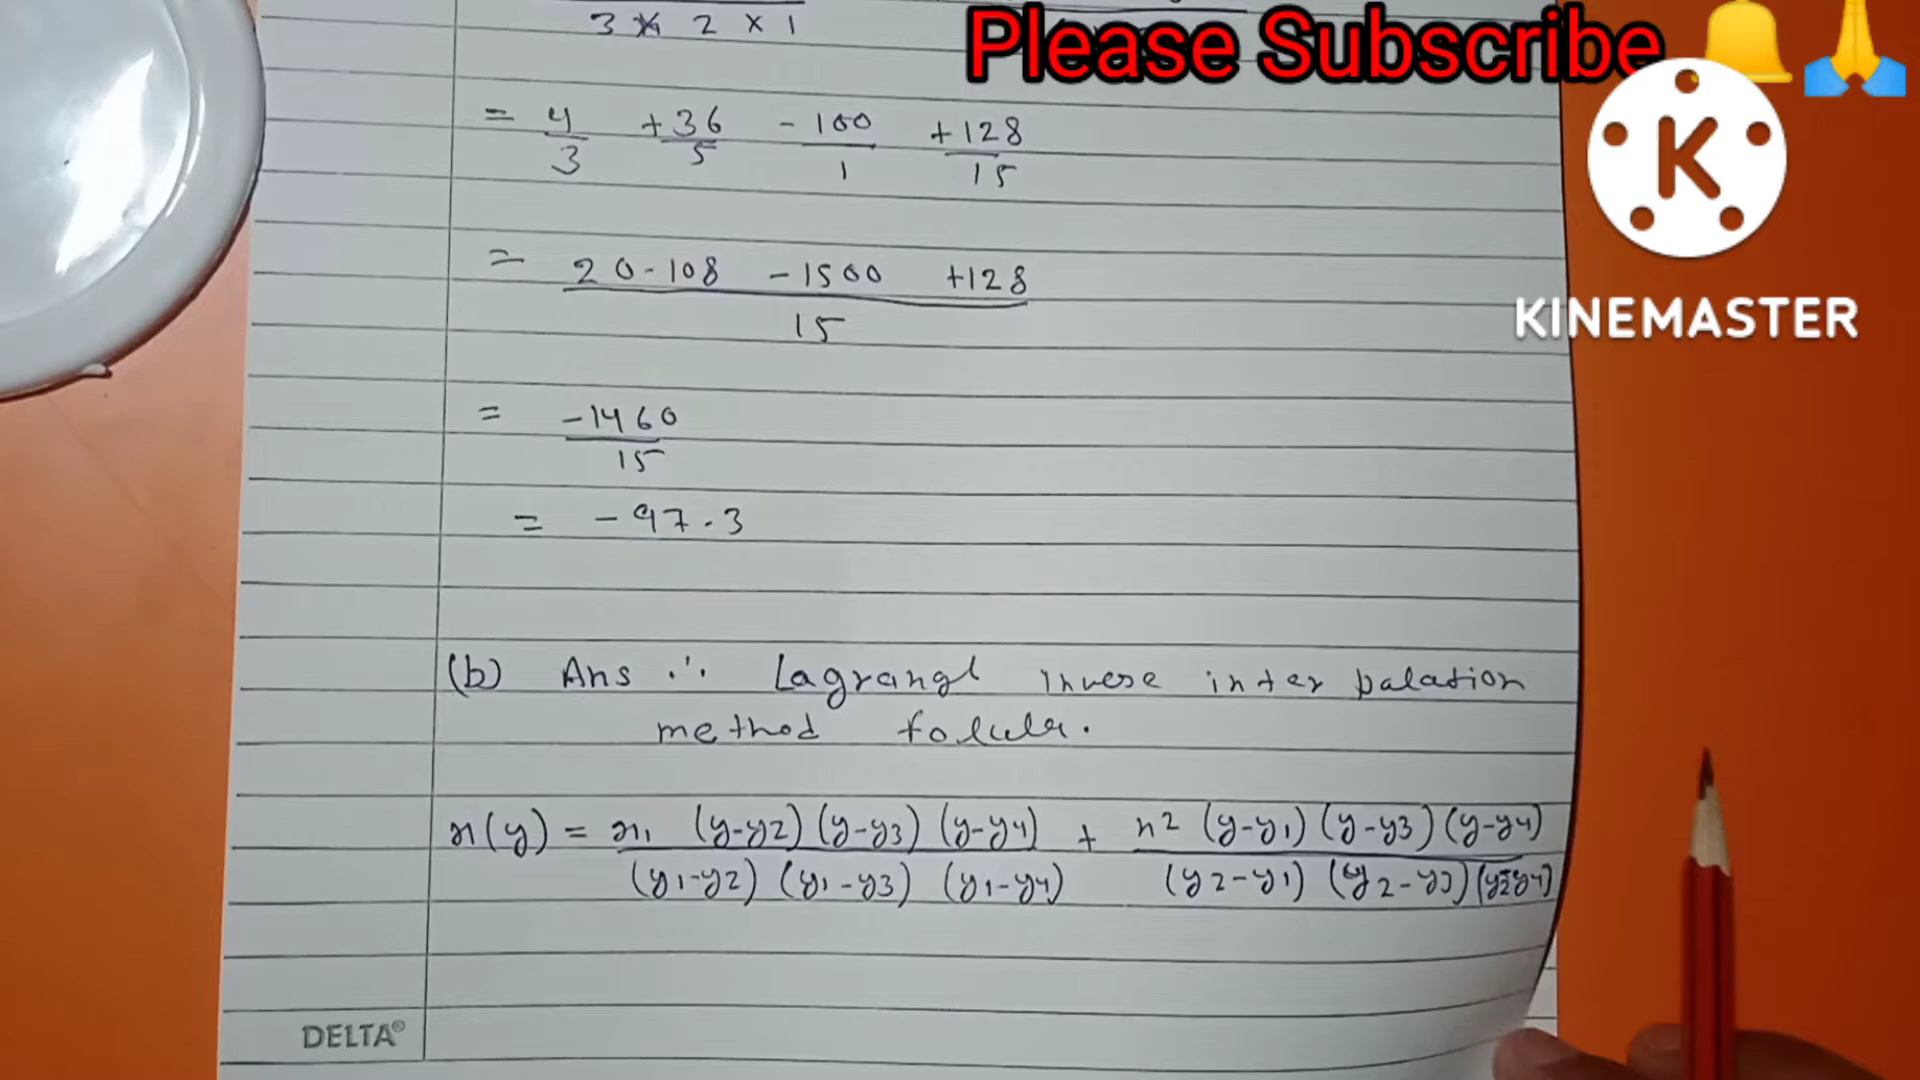 3 × 2 × 1
Please Subscribe 🔔🙏
= 4/3 +36/5 - 100/1 +128/15
K
KINEMASTER
= 20-108 -1500 +128
15
= -1460/15
= -97.3
(b) Ans ∴ Lagrangl inverse inter palation
method folula.
x(y) = x1 (y-y2)(y-y3)(y-y4) + x2 (y-y1)(y-y3)(y-y4)
(y1-y2)(y1-y3)(y1-y4) (y2-y1)(y2-y3)(y2-y4)
DELTA®